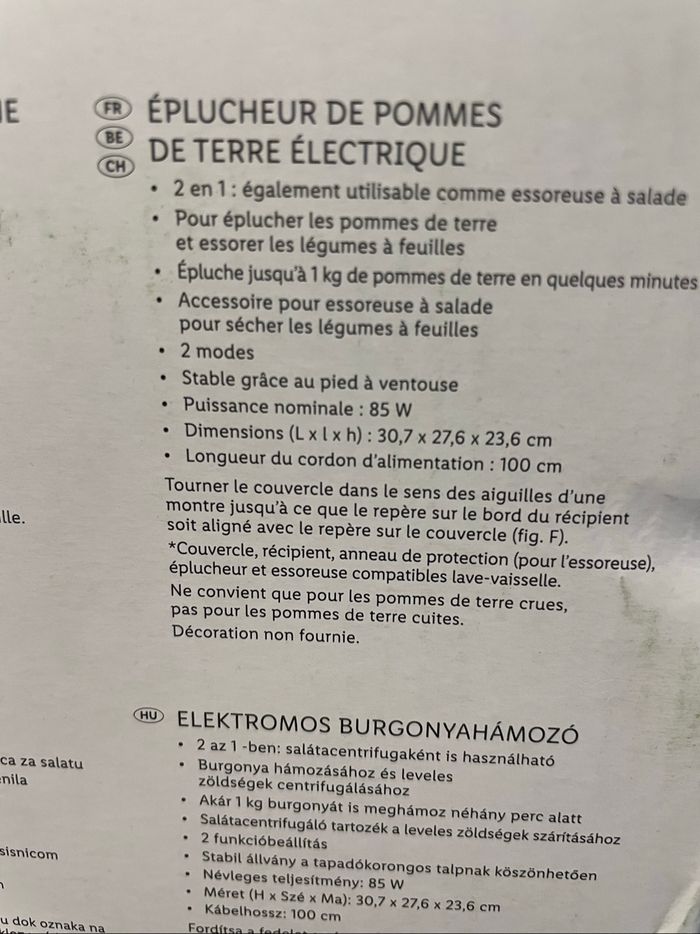 IE
FR
BE
CH
ÉPLUCHEUR DE POMMES
DE TERRE ÉLECTRIQUE
• 2 en 1 : également utilisable comme essoreuse à salade
• Pour éplucher les pommes de terre
et essorer les légumes à feuilles
• Épluche jusqu'à 1 kg de pommes de terre en quelques minutes
• Accessoire pour essoreuse à salade
pour sécher les légumes à feuilles
• 2 modes
• Stable grâce au pied à ventouse
• Puissance nominale : 85 W
• Dimensions (L x l x h) : 30,7 x 27,6 x 23,6 cm
• Longueur du cordon d'alimentation : 100 cm
Tourner le couvercle dans le sens des aiguilles d'une
montre jusqu'à ce que le repère sur le bord du récipient
soit aligné avec le repère sur le couvercle (fig. F).
*Couvercle, récipient, anneau de protection (pour l'essoreuse),
éplucheur et essoreuse compatibles lave-vaisselle.
Ne convient que pour les pommes de terre crues,
pas pour les pommes de terre cuites.
Décoration non fournie.
lle.
HU
ELEKTROMOS BURGONYAHÁMOZÓ
• 2 az 1 -ben: salátacentrifugaként is használható
• Burgonya hámozásához és leveles
zöldségek centrifugálásához
• Akár 1 kg burgonyát is meghámoz néhány perc alatt
• Salátacentrifugáló tartozék a leveles zöldségek szárításához
• 2 funkcióbeállítás
• Stabil állvány a tapadókorongos talpnak köszönhetően
• Névleges teljesítmény: 85 W
• Méret (H x Szé x Ma): 30,7 x 27,6 x 23,6 cm
• Kábelhossz: 100 cm
Fordítsa a
ca za salatu
nila
sisnicom
u dok oznaka na